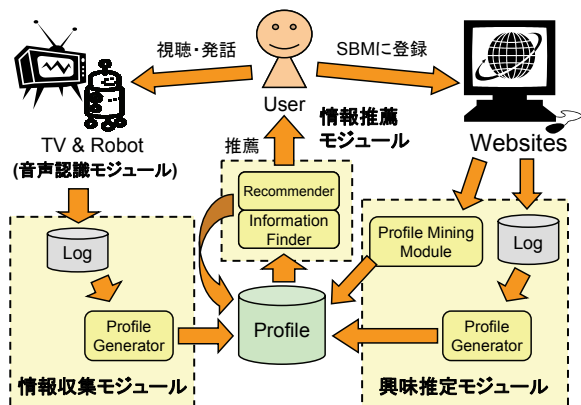 視聴・発話
SBMに登録
User
情報推薦
モジュール
TV & Robot
(音声認識モジュール)
推薦
Websites
Recommender
Information
Finder
Log
Profile Mining
Module
Log
Profile
Generator
Profile
Profile
Generator
情報収集モジュール
興味推定モジュール